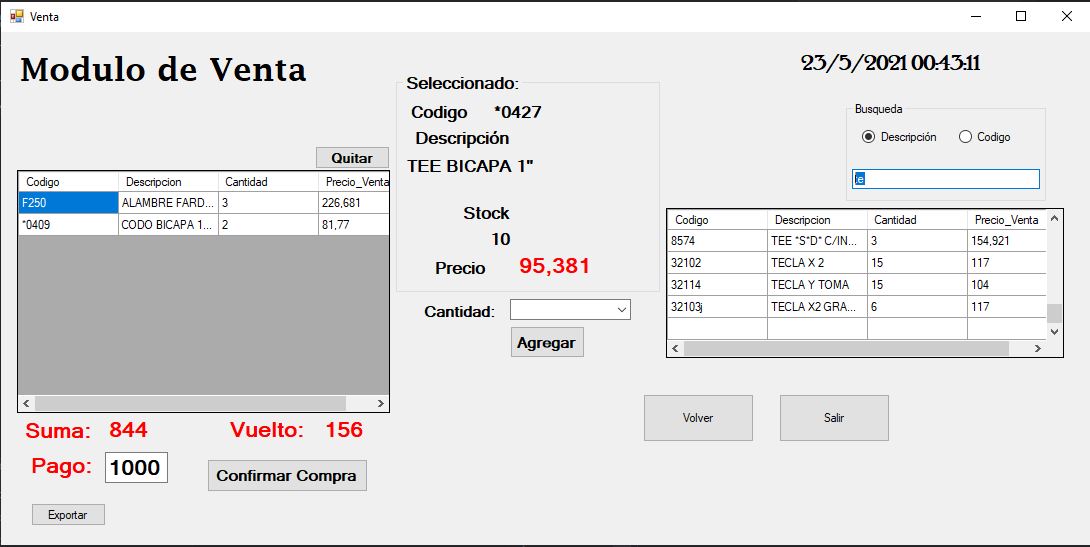 Venta
Modulo de Venta
23/5/2021 00:43:11
Seleccionado:
Codigo *0427
Descripción
TEE BICAPA 1"
Stock
10
Precio 95,381
Cantidad:
Agregar
Busqueda
Descripción Codigo
te
Quitar
Codigo Descripcion Cantidad Precio_Venta
F250 ALAMBRE FARD... 3 226,681
*0409 CODO BICAPA 1... 2 81,77
Codigo Descripcion Cantidad Precio_Venta
8574 TEE *S*D* C/IN... 3 154,921
32102 TECLA X 2 15 117
32114 TECLA Y TOMA 15 104
32103j TECLA X2 GRA... 6 117
Suma: 844 Vuelto: 156
Pago: 1000
Confirmar Compra
Volver Salir
Exportar